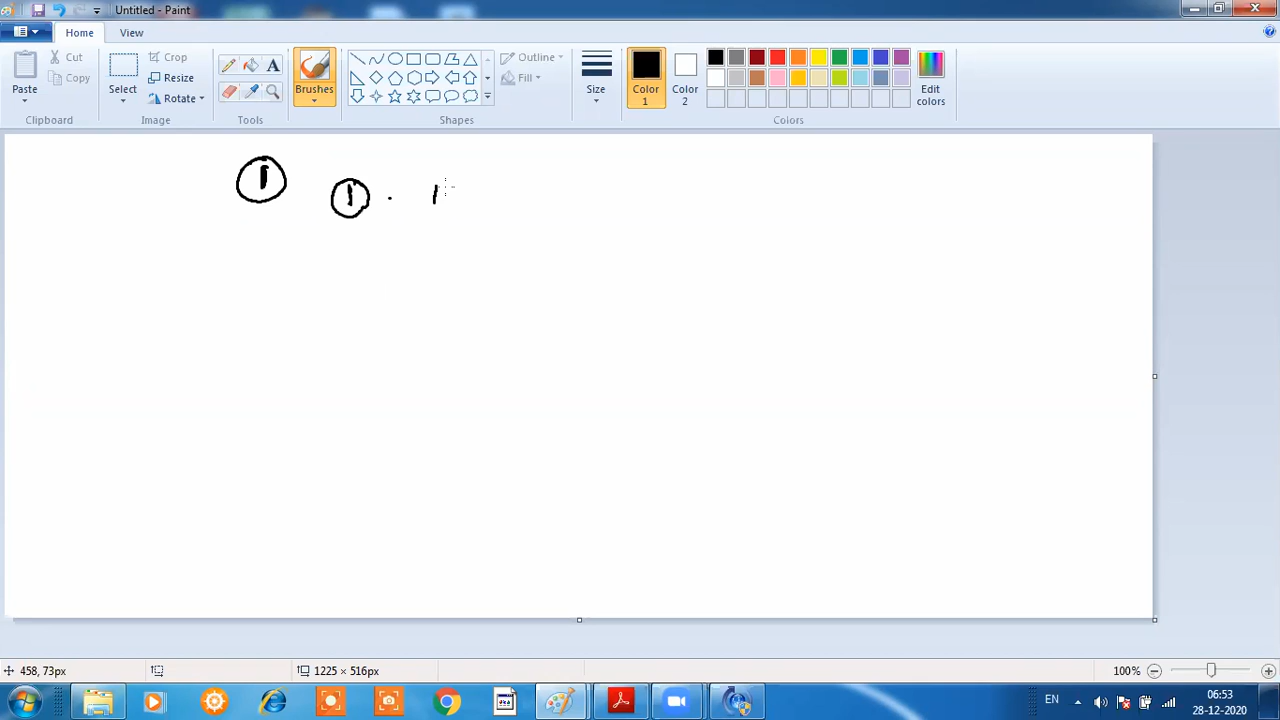 Untitled - Paint
Home View
Cut
Copy
Paste
Clipboard
Select
Crop
Resize
Rotate
Image
A
Tools
Brushes
Outline
Fill
Shapes
Size
Color 1
Color 2
Edit colors
Colors
1
1 . 1
458, 73px
1225 × 516px
100%
EN
06:53
28-12-2020